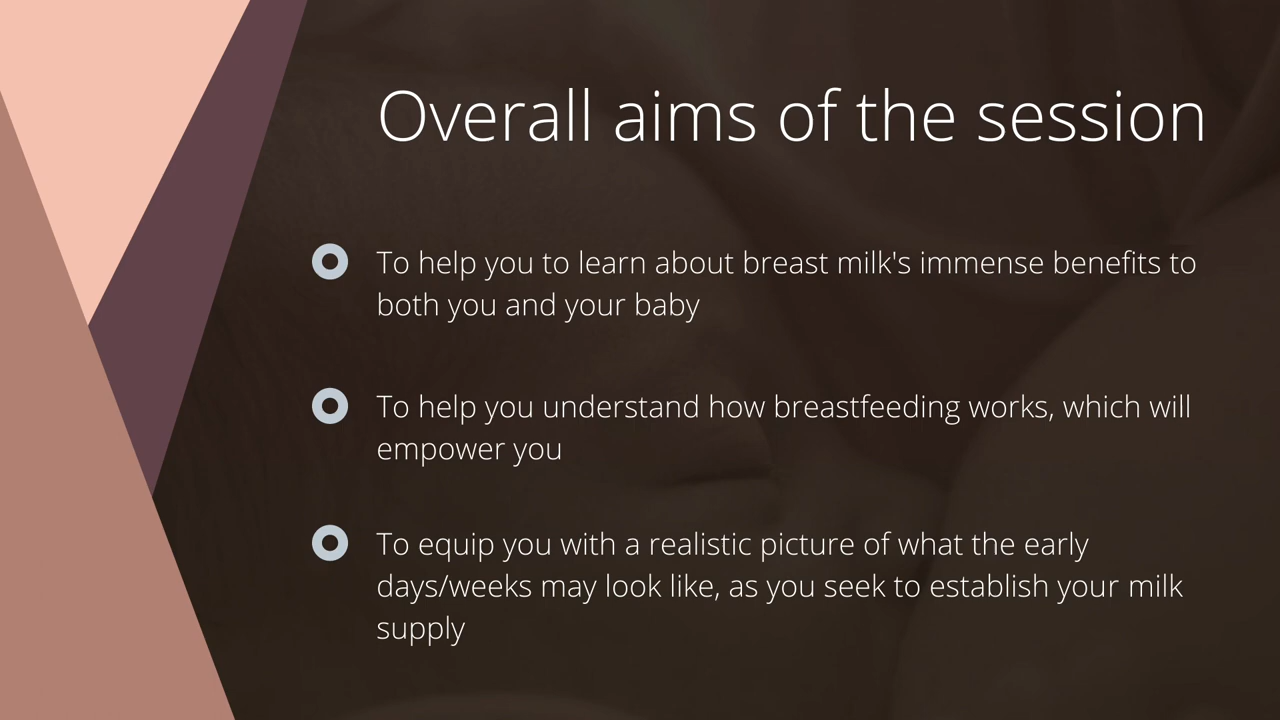 Overall aims of the session
To help you to learn about breast milk's immense benefits to
both you and your baby
To help you understand how breastfeeding works, which will
empower you
To equip you with a realistic picture of what the early
days/weeks may look like, as you seek to establish your milk
supply